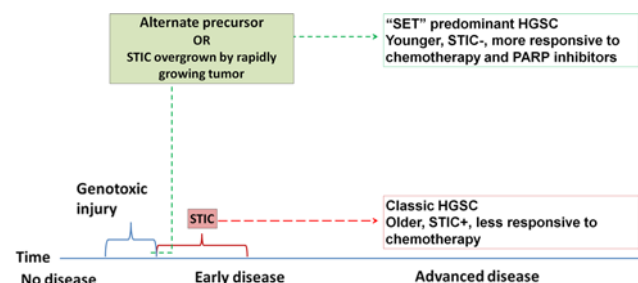 Alternate precursor
OR
STIC overgrown by rapidly
growing tumor
“SET” predominant HGSC
Younger, STIC-, more responsive to
chemotherapy and PARP inhibitors
Genotoxic
injury
STIC
Classic HGSC
Older, STIC+, less responsive to
chemotherapy
Time
No disease
Early disease
Advanced disease